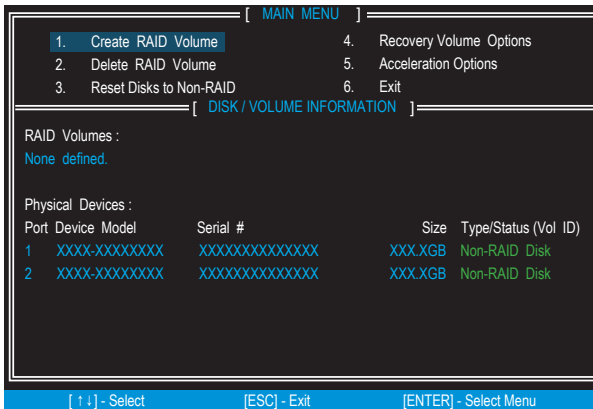 [ MAIN MENU ]
1. Create RAID Volume
2. Delete RAID Volume
3. Reset Disks to Non-RAID
4. Recovery Volume Options
5. Acceleration Options
6. Exit
[ DISK / VOLUME INFORMATION ]
RAID Volumes :
None defined.
Physical Devices :
Port Device Model Serial # Size Type/Status (Vol ID)
1 XXXX-XXXXXXXX XXXXXXXXXXXXXX XXX.XGB Non-RAID Disk
2 XXXX-XXXXXXXX XXXXXXXXXXXXXX XXX.XGB Non-RAID Disk
[ ↑↓] - Select [ESC] - Exit [ENTER] - Select Menu